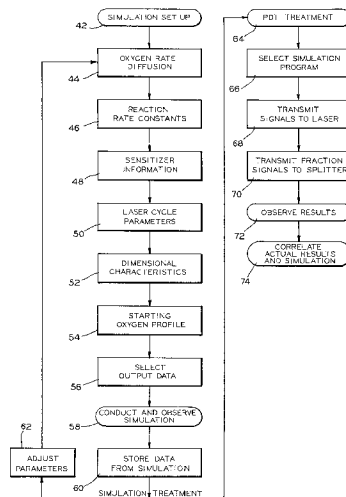 SIMULATION SET UP
42
OXYGEN RATE
DIFFUSION
44
REACTION
RATE CONSTANTS
46
SENSITIZER
INFORMATION
48
LASER CYCLE
PARAMETERS
50
DIMENSIONAL
CHARACTERISTICS
52
STARTING
OXYGEN PROFILE
54
SELECT
OUTPUT DATA
56
CONDUCT AND OBSERVE
SIMULATION
58
STORE DATA
FROM SIMULATION
60
62
ADJUST
PARAMETERS
SIMULATION
TREATMENT
PDT TREATMENT
64
SELECT SIMULATION
PROGRAM
66
TRANSMIT
SIGNALS TO LASER
68
TRANSMIT FRACTION
SIGNALS TO SPLITTER
70
OBSERVE RESULTS
72
CORRELATE
ACTUAL RESULTS
AND SIMULATION
74